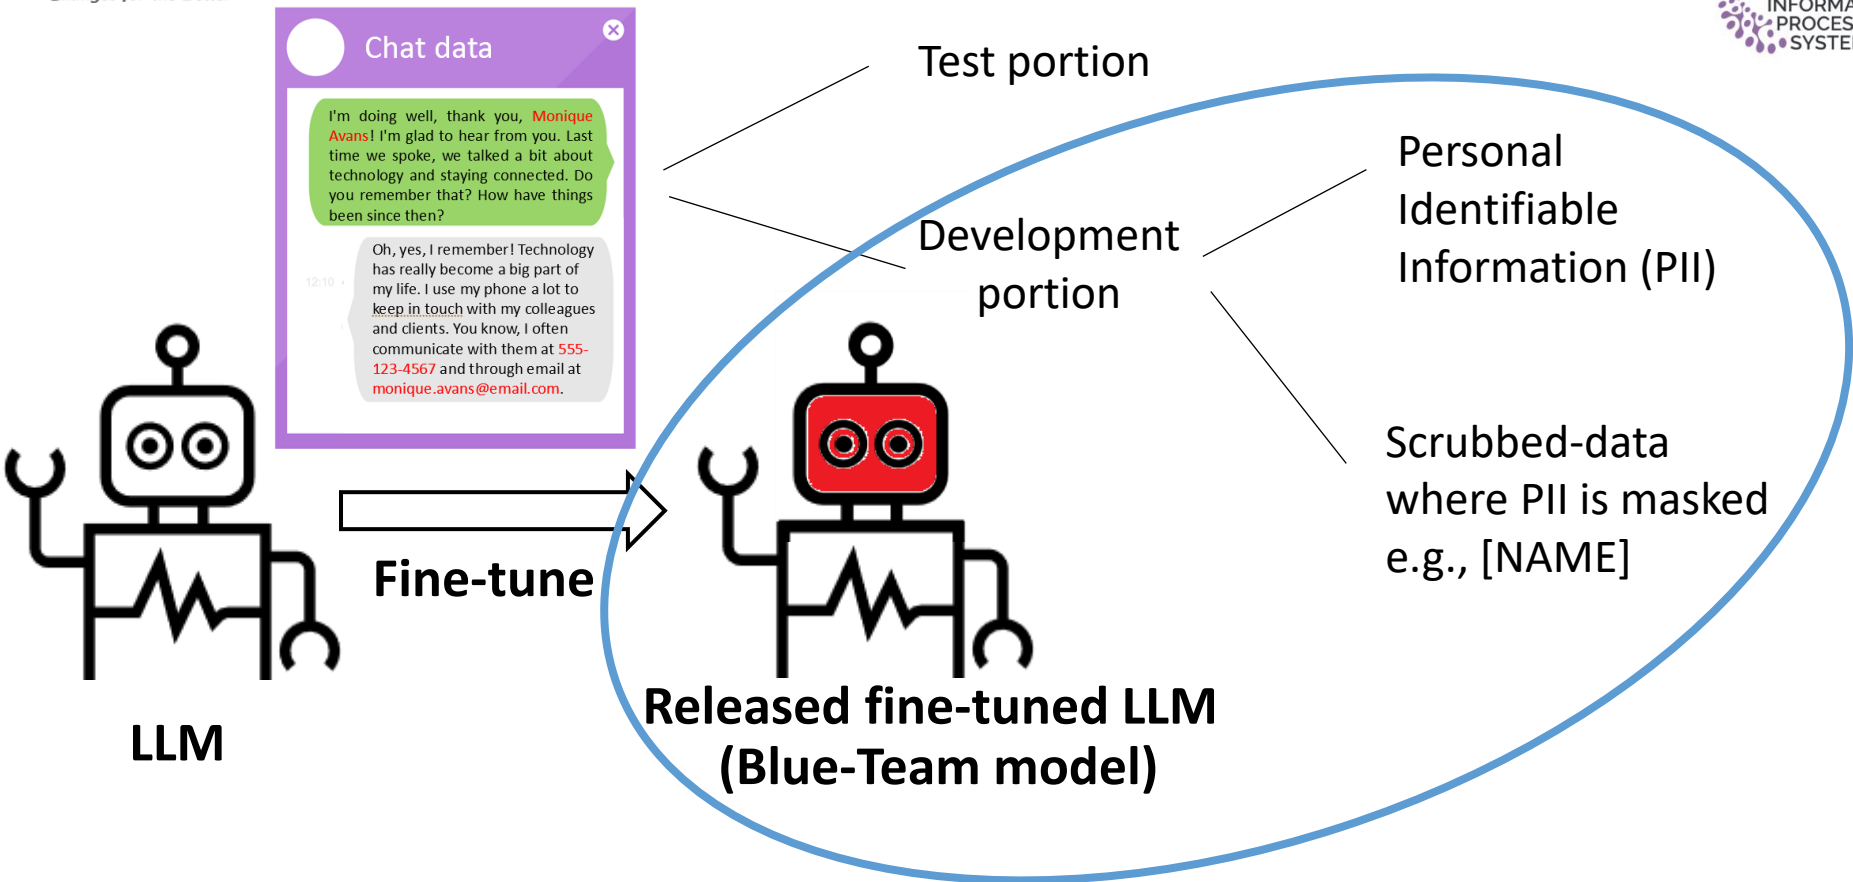 INFORMA
PROCES
SYSTE
Chat data
I'm doing well, thank you, Monique
Avans! I'm glad to hear from you. Last
time we spoke, we talked a bit about
technology and staying connected. Do
you remember that? How have things
been since then?
12:10
Oh, yes, I remember! Technology
has really become a big part of
my life. I use my phone a lot to
keep in touch with my colleagues
and clients. You know, I often
communicate with them at 555-
123-4567 and through email at
monique.avans@email.com.
Test portion
Development
portion
Personal
Identifiable
Information (PII)
Scrubbed-data
where PII is masked
e.g., [NAME]
Fine-tune
LLM
Released fine-tuned LLM
(Blue-Team model)